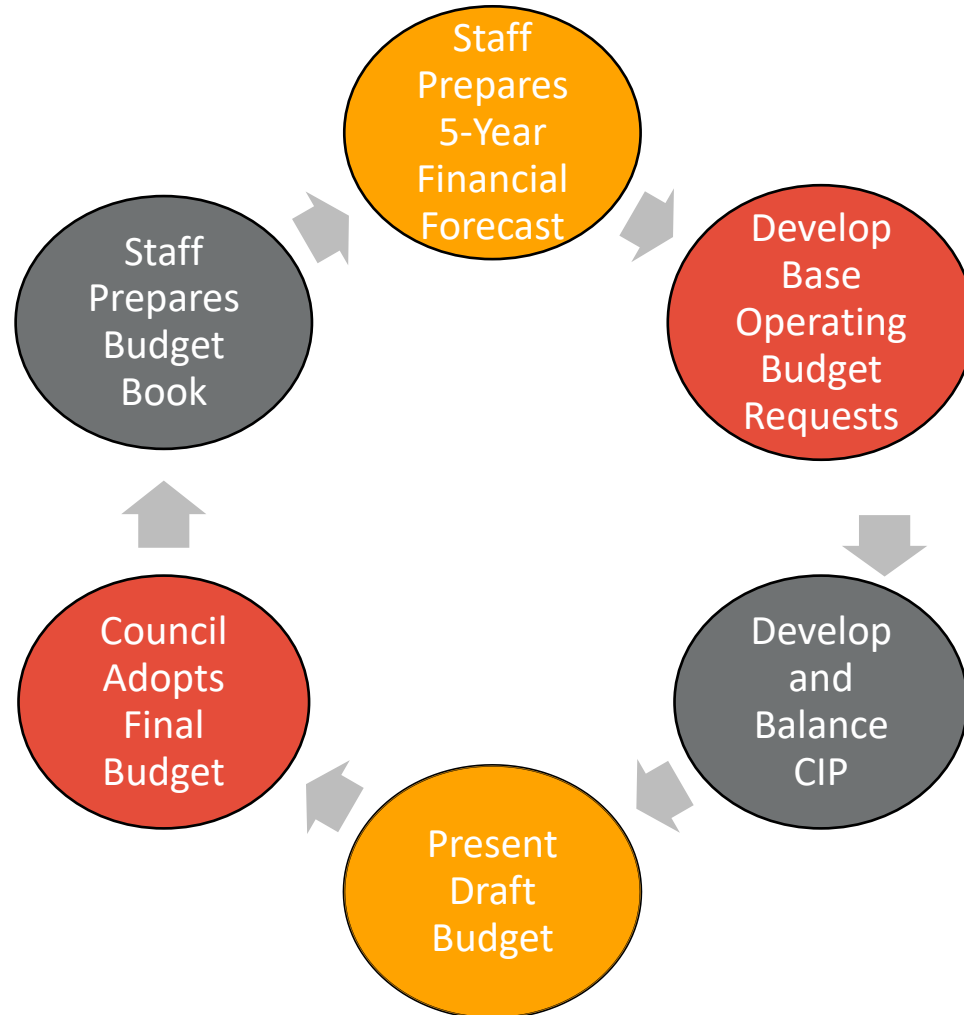 Staff
Prepares
5-Year
Financial
Forecast
Develop
Base
Operating
Budget
Requests
Develop
and
Balance
CIP
Present
Draft
Budget
Council
Adopts
Final
Budget
Staff
Prepares
Budget
Book